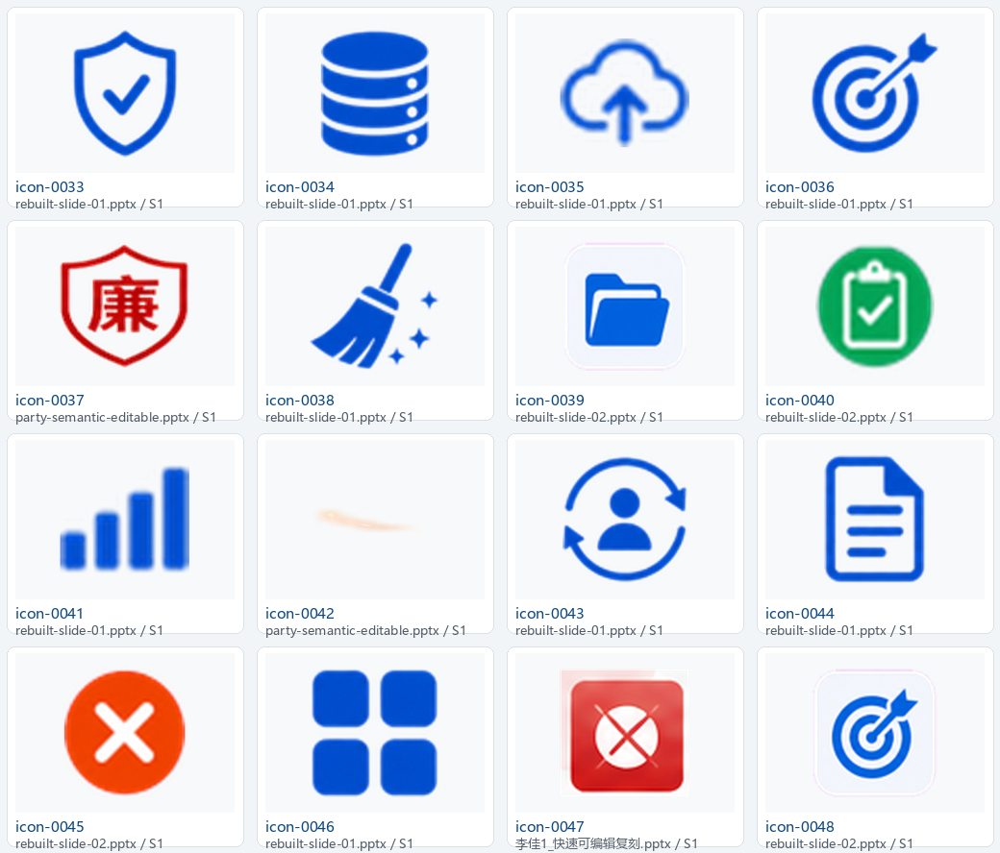 icon-0033
rebuilt-slide-01.pptx / S1
icon-0034
rebuilt-slide-01.pptx / S1
icon-0035
rebuilt-slide-01.pptx / S1
icon-0036
rebuilt-slide-01.pptx / S1
廉
icon-0037
party-semantic-editable.pptx / S1
icon-0038
rebuilt-slide-01.pptx / S1
icon-0039
rebuilt-slide-02.pptx / S1
icon-0040
rebuilt-slide-02.pptx / S1
icon-0041
rebuilt-slide-01.pptx / S1
icon-0042
party-semantic-editable.pptx / S1
icon-0043
rebuilt-slide-01.pptx / S1
icon-0044
rebuilt-slide-01.pptx / S1
icon-0045
rebuilt-slide-02.pptx / S1
icon-0046
rebuilt-slide-01.pptx / S1
icon-0047
李佳1_快速可编辑复刻.pptx / S1
icon-0048
rebuilt-slide-02.pptx / S1